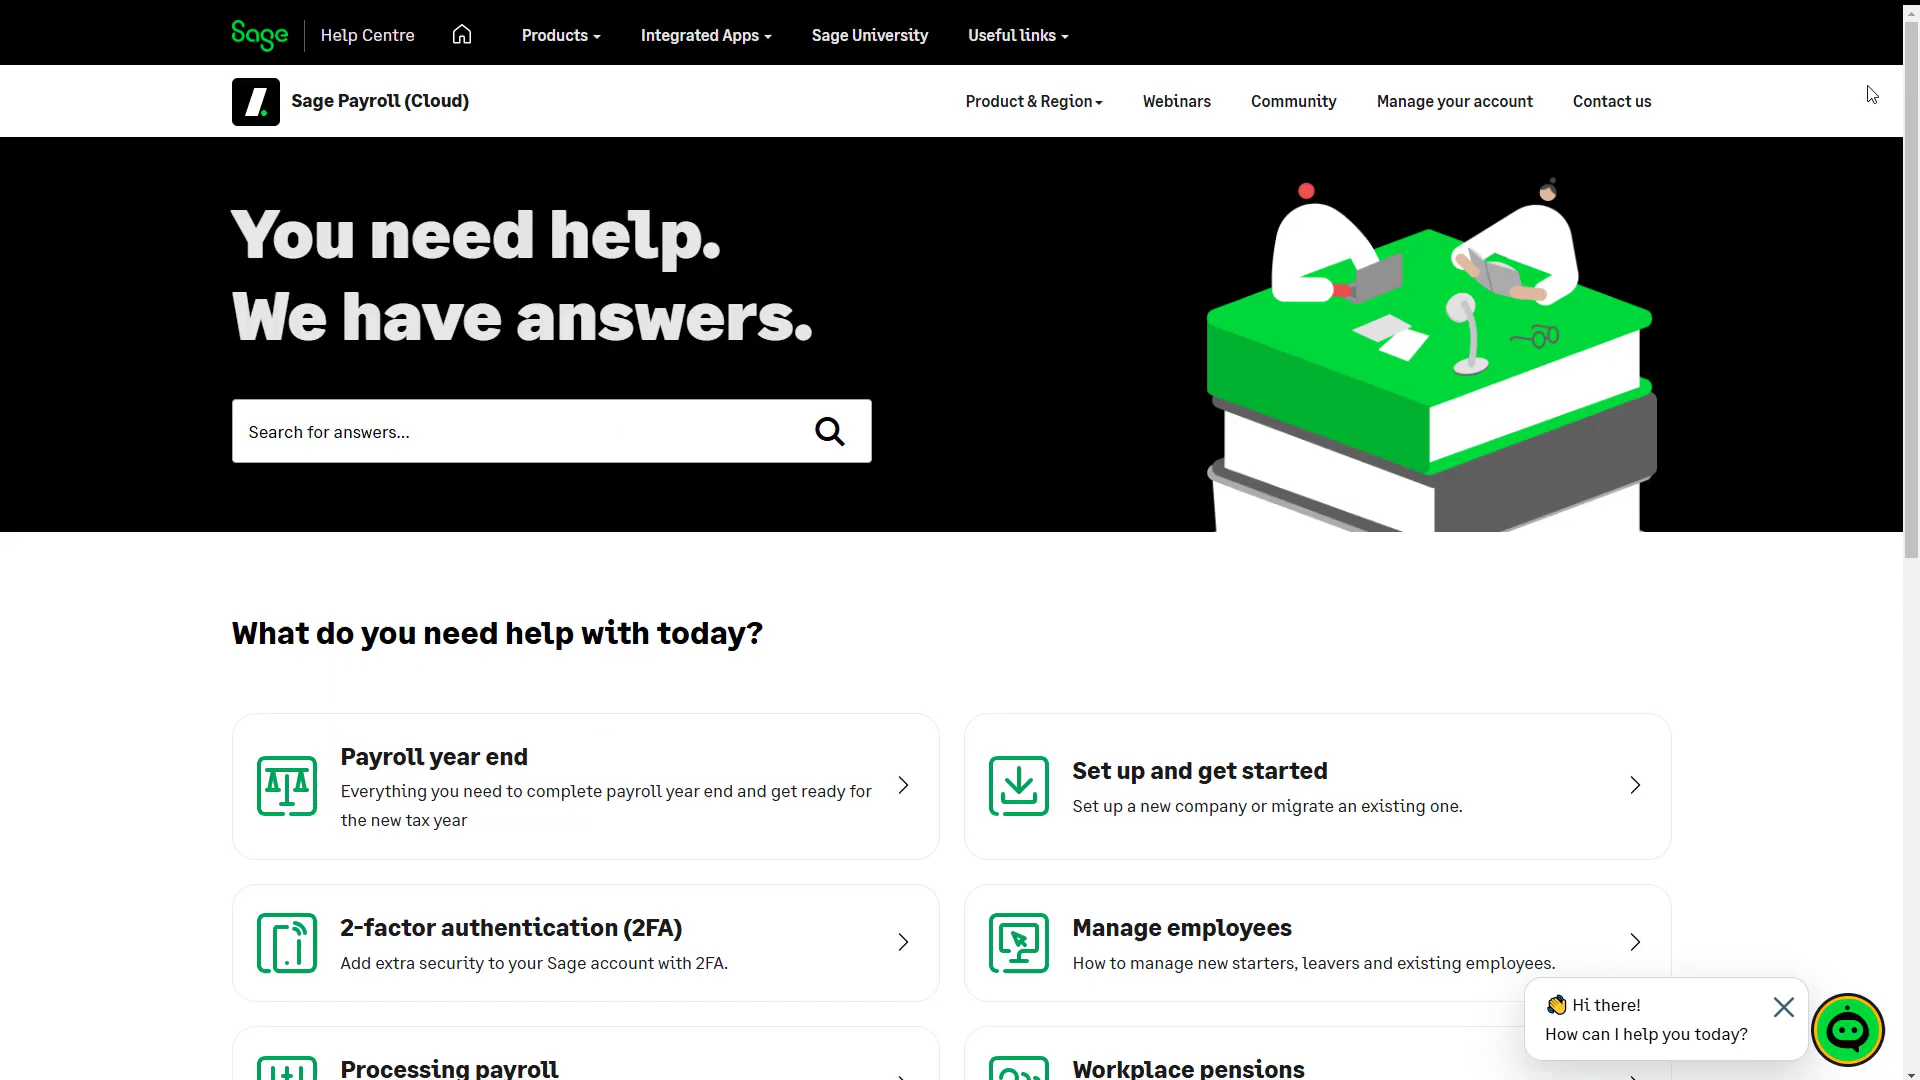 Sage Help Centre Products Integrated Apps Sage University Useful links
Sage Payroll (Cloud) Product & Region Webinars Community Manage your account Contact us
You need help.
We have answers.
Search for answers...
What do you need help with today?
Payroll year end
Everything you need to complete payroll year end and get ready for
the new tax year
Set up and get started
Set up a new company or migrate an existing one.
2-factor authentication (2FA)
Add extra security to your Sage account with 2FA.
Manage employees
How to manage new starters, leavers and existing employees.
Processing payroll
Workplace pensions
👋 Hi there!
How can I help you today?